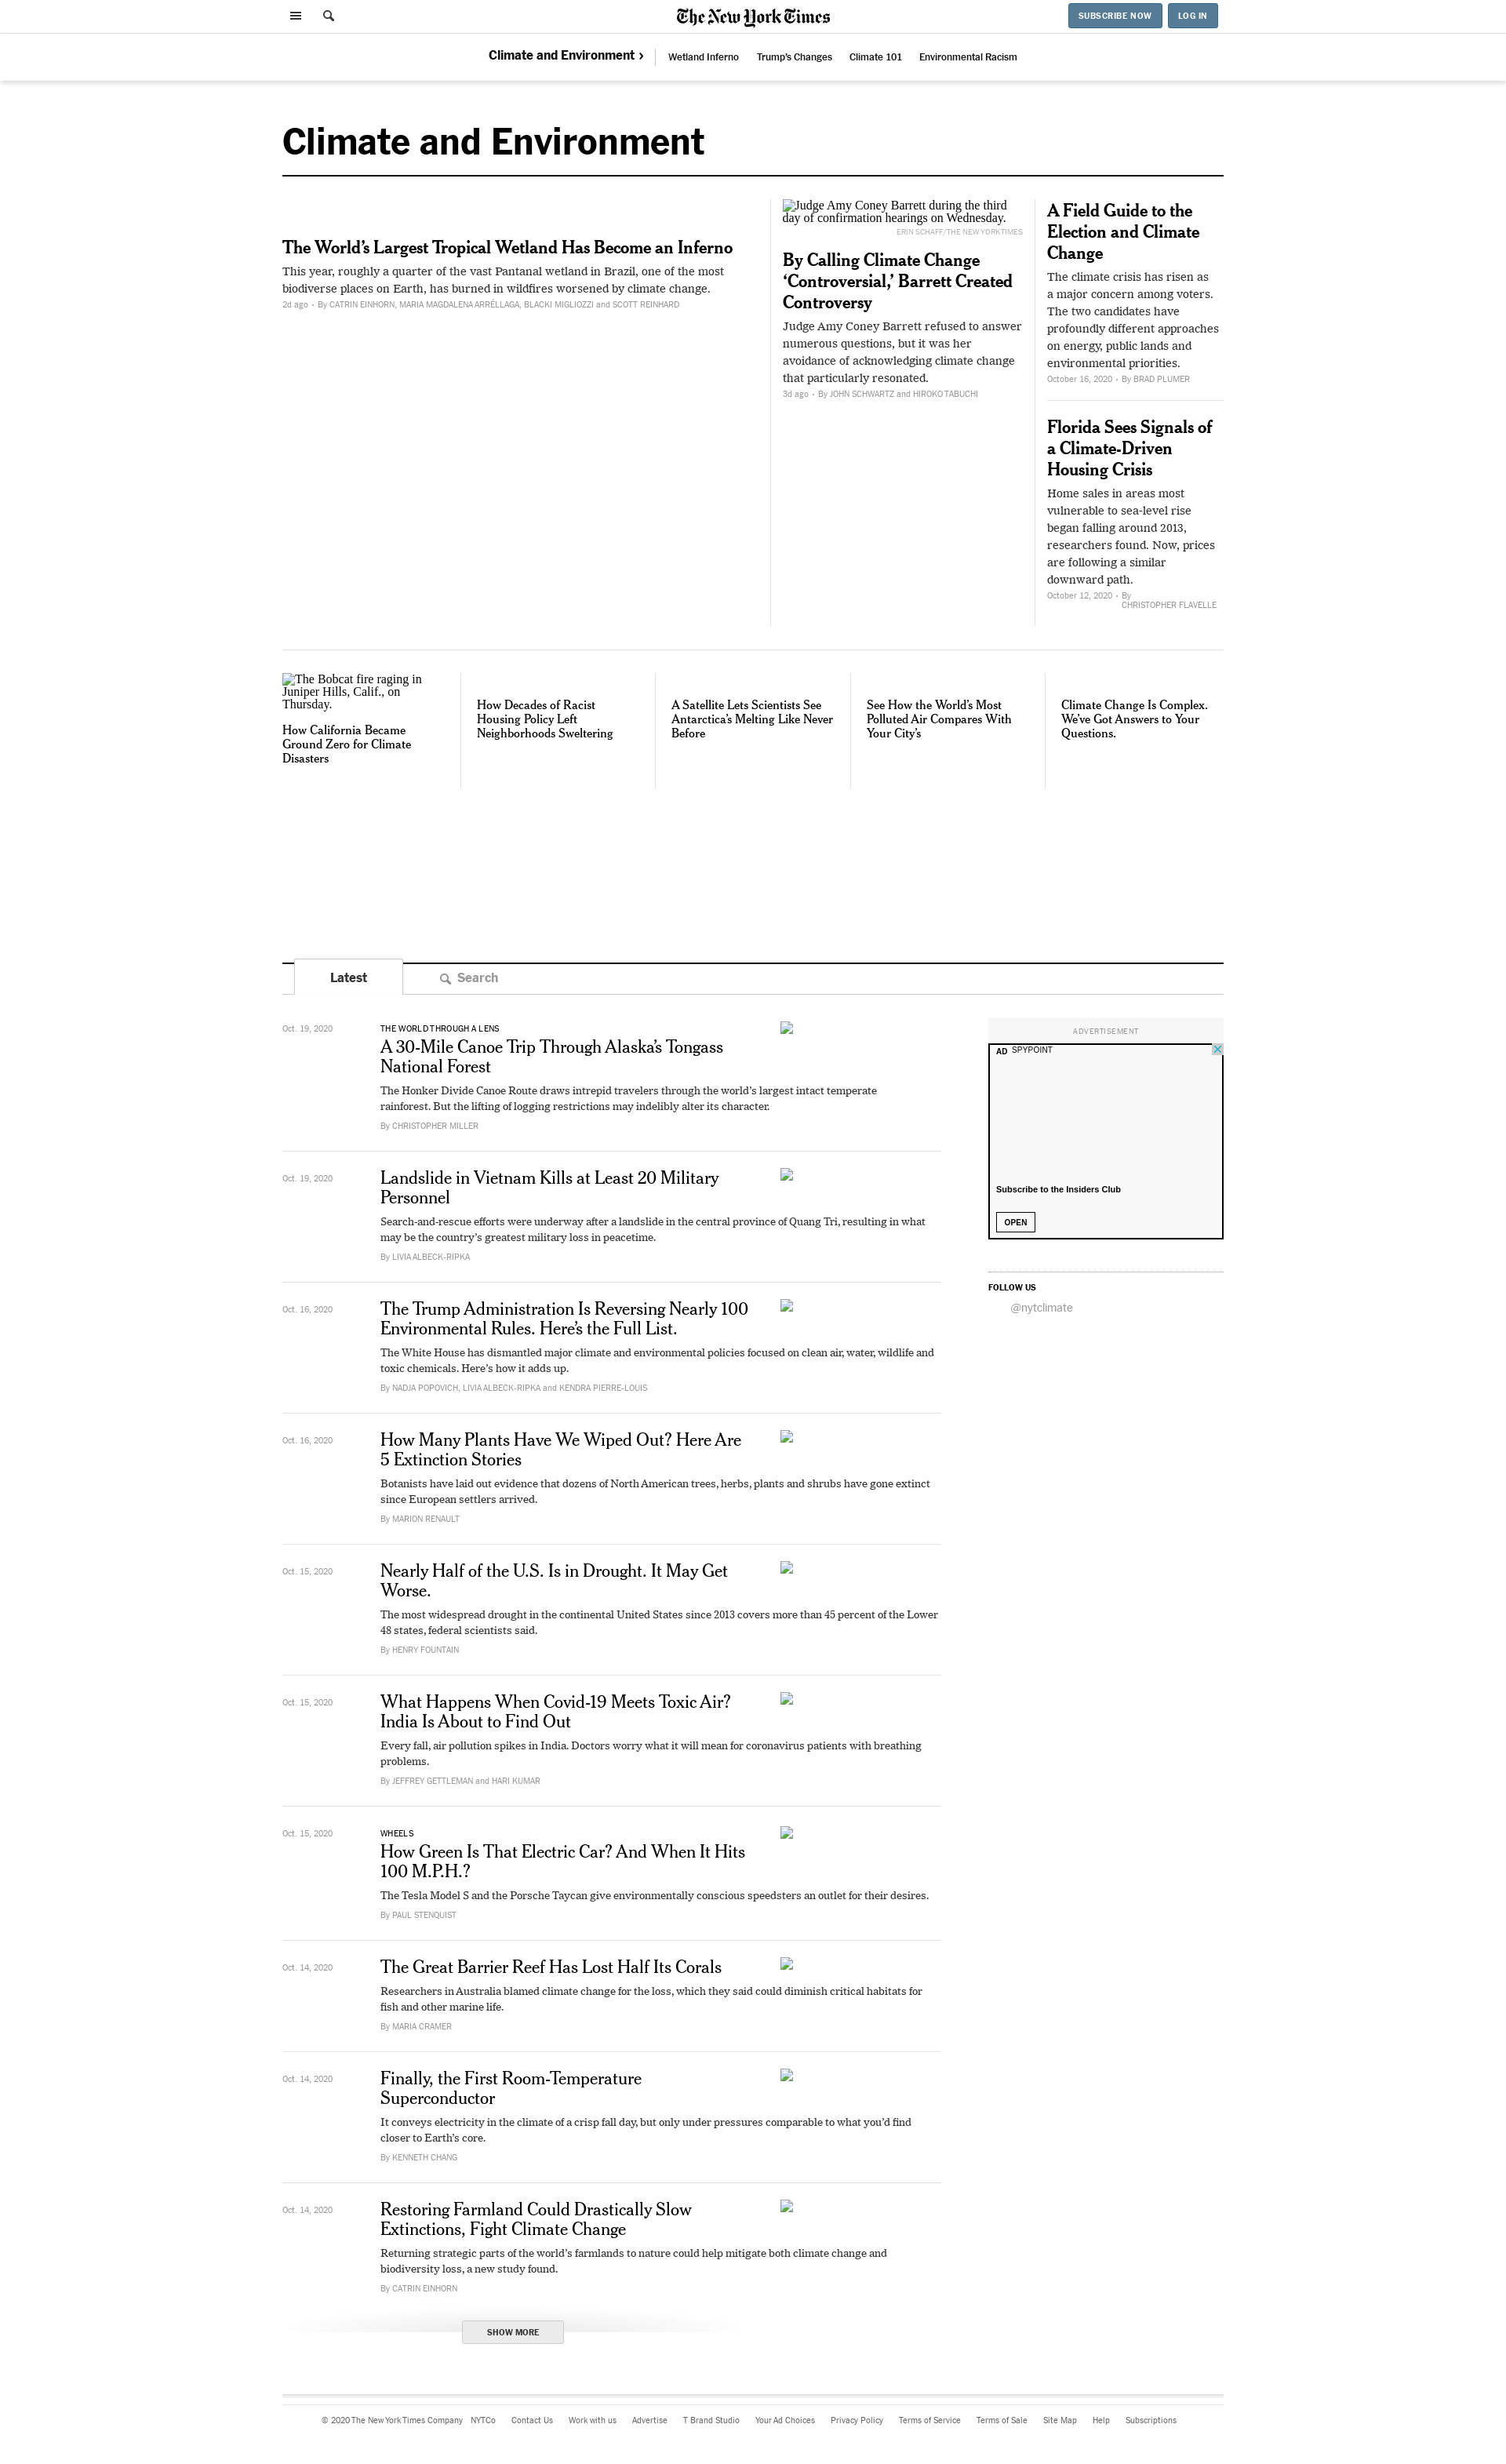 The New York Times
SUBSCRIBE NOW
LOG IN
Climate and Environment ›
Wetland Inferno
Trump’s Changes
Climate 101
Environmental Racism
Climate and Environment
The World’s Largest Tropical Wetland Has Become an Inferno
This year, roughly a quarter of the vast Pantanal wetland in Brazil, one of the most
biodiverse places on Earth, has burned in wildfires worsened by climate change.
2d ago • By CATRIN EINHORN, MARIA MAGDALENA ARRÉLLAGA, BLACKI MIGLIOZZI and SCOTT REINHARD
Judge Amy Coney Barrett during the third
day of confirmation hearings on Wednesday.
ERIN SCHAFF/THE NEW YORK TIMES
By Calling Climate Change
‘Controversial,’ Barrett Created
Controversy
Judge Amy Coney Barrett refused to answer
numerous questions, but it was her
avoidance of acknowledging climate change
that particularly resonated.
3d ago • By JOHN SCHWARTZ and HIROKO TABUCHI
A Field Guide to the
Election and Climate
Change
The climate crisis has risen as
a major concern among voters.
The two candidates have
profoundly different approaches
on energy, public lands and
environmental priorities.
October 16, 2020 • By BRAD PLUMER
Florida Sees Signals of
a Climate-Driven
Housing Crisis
Home sales in areas most
vulnerable to sea-level rise
began falling around 2013,
researchers found. Now, prices
are following a similar
downward path.
October 12, 2020 • By
CHRISTOPHER FLAVELLE
The Bobcat fire raging in
Juniper Hills, Calif., on
Thursday.
How California Became
Ground Zero for Climate
Disasters
How Decades of Racist
Housing Policy Left
Neighborhoods Sweltering
A Satellite Lets Scientists See
Antarctica’s Melting Like Never
Before
See How the World’s Most
Polluted Air Compares With
Your City’s
Climate Change Is Complex.
We’ve Got Answers to Your
Questions.
Latest
Search
Oct. 19, 2020
THE WORLD THROUGH A LENS
A 30-Mile Canoe Trip Through Alaska’s Tongass
National Forest
The Honker Divide Canoe Route draws intrepid travelers through the world’s largest intact temperate
rainforest. But the lifting of logging restrictions may indelibly alter its character.
By CHRISTOPHER MILLER
Oct. 19, 2020
Landslide in Vietnam Kills at Least 20 Military
Personnel
Search-and-rescue efforts were underway after a landslide in the central province of Quang Tri, resulting in what
may be the country’s greatest military loss in peacetime.
By LIVIA ALBECK-RIPKA
Oct. 16, 2020
The Trump Administration Is Reversing Nearly 100
Environmental Rules. Here’s the Full List.
The White House has dismantled major climate and environmental policies focused on clean air, water, wildlife and
toxic chemicals. Here’s how it adds up.
By NADJA POPOVICH, LIVIA ALBECK-RIPKA and KENDRA PIERRE-LOUIS
Oct. 16, 2020
How Many Plants Have We Wiped Out? Here Are
5 Extinction Stories
Botanists have laid out evidence that dozens of North American trees, herbs, plants and shrubs have gone extinct
since European settlers arrived.
By MARION RENAULT
Oct. 15, 2020
Nearly Half of the U.S. Is in Drought. It May Get
Worse.
The most widespread drought in the continental United States since 2013 covers more than 45 percent of the Lower
48 states, federal scientists said.
By HENRY FOUNTAIN
Oct. 15, 2020
What Happens When Covid-19 Meets Toxic Air?
India Is About to Find Out
Every fall, air pollution spikes in India. Doctors worry what it will mean for coronavirus patients with breathing
problems.
By JEFFREY GETTLEMAN and HARI KUMAR
Oct. 15, 2020
WHEELS
How Green Is That Electric Car? And When It Hits
100 M.P.H.?
The Tesla Model S and the Porsche Taycan give environmentally conscious speedsters an outlet for their desires.
By PAUL STENQUIST
Oct. 14, 2020
The Great Barrier Reef Has Lost Half Its Corals
Researchers in Australia blamed climate change for the loss, which they said could diminish critical habitats for
fish and other marine life.
By MARIA CRAMER
Oct. 14, 2020
Finally, the First Room-Temperature
Superconductor
It conveys electricity in the climate of a crisp fall day, but only under pressures comparable to what you’d find
closer to Earth’s core.
By KENNETH CHANG
Oct. 14, 2020
Restoring Farmland Could Drastically Slow
Extinctions, Fight Climate Change
Returning strategic parts of the world’s farmlands to nature could help mitigate both climate change and
biodiversity loss, a new study found.
By CATRIN EINHORN
SHOW MORE
ADVERTISEMENT
AD SPYPOINT
Subscribe to the Insiders Club
OPEN
FOLLOW US
@nytclimate
© 2020 The New York Times Company
NYTCo
Contact Us
Work with us
Advertise
T Brand Studio
Your Ad Choices
Privacy Policy
Terms of Service
Terms of Sale
Site Map
Help
Subscriptions